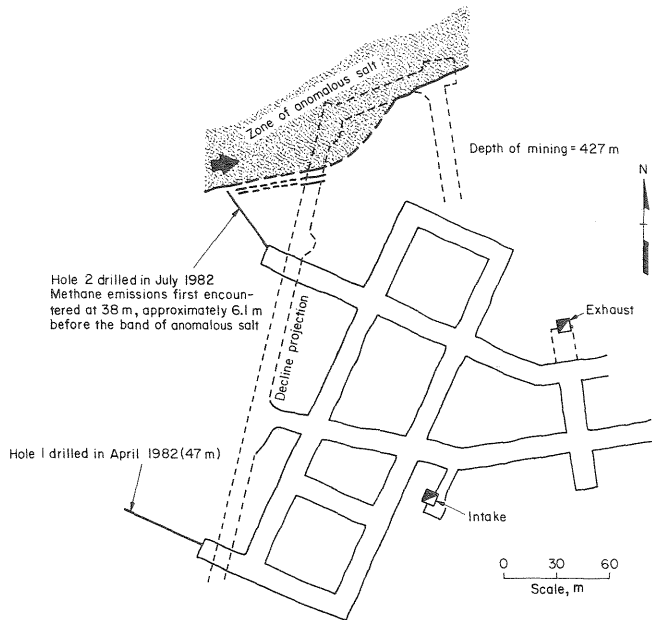 Zone of anomalous salt
Depth of mining = 427 m
N
Hole 2 drilled in July 1982
Methane emissions first encoun-
tered at 38 m, approximately 6.1 m
before the band of anomalous salt
Exhaust
Decline projection
Hole 1 drilled in April 1982 (47 m)
Intake
0 30 60
Scale, m